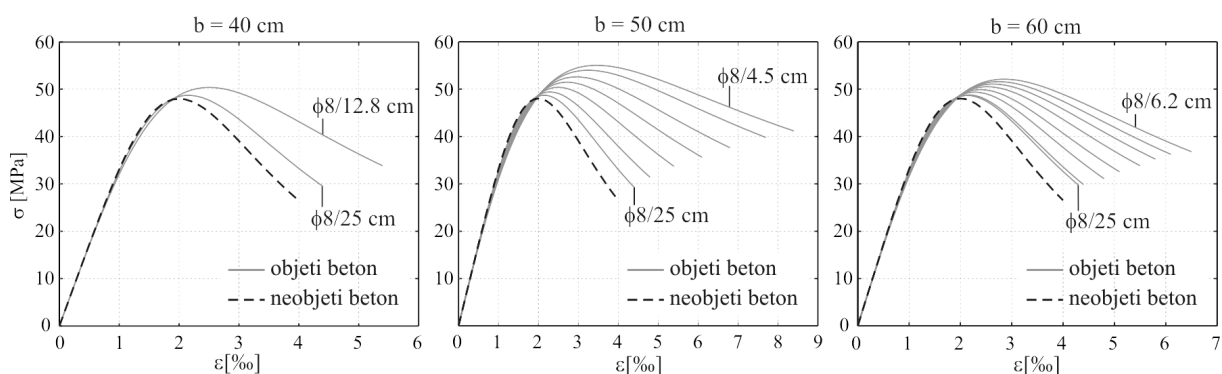 b = 40 cm
60
50
40
30
20
10
0
σ [MPa]
ϕ8/12.8 cm
ϕ8/25 cm
objeti beton
neobjeti beton
0 1 2 3 4 5 6
ε[‰]
b = 50 cm
60
50
40
30
20
10
0
ϕ8/4.5 cm
ϕ8/25 cm
objeti beton
neobjeti beton
0 1 2 3 4 5 6 7 8 9
ε[‰]
b = 60 cm
60
50
40
30
20
10
0
ϕ8/6.2 cm
ϕ8/25 cm
objeti beton
neobjeti beton
0 1 2 3 4 5 6 7
ε[‰]